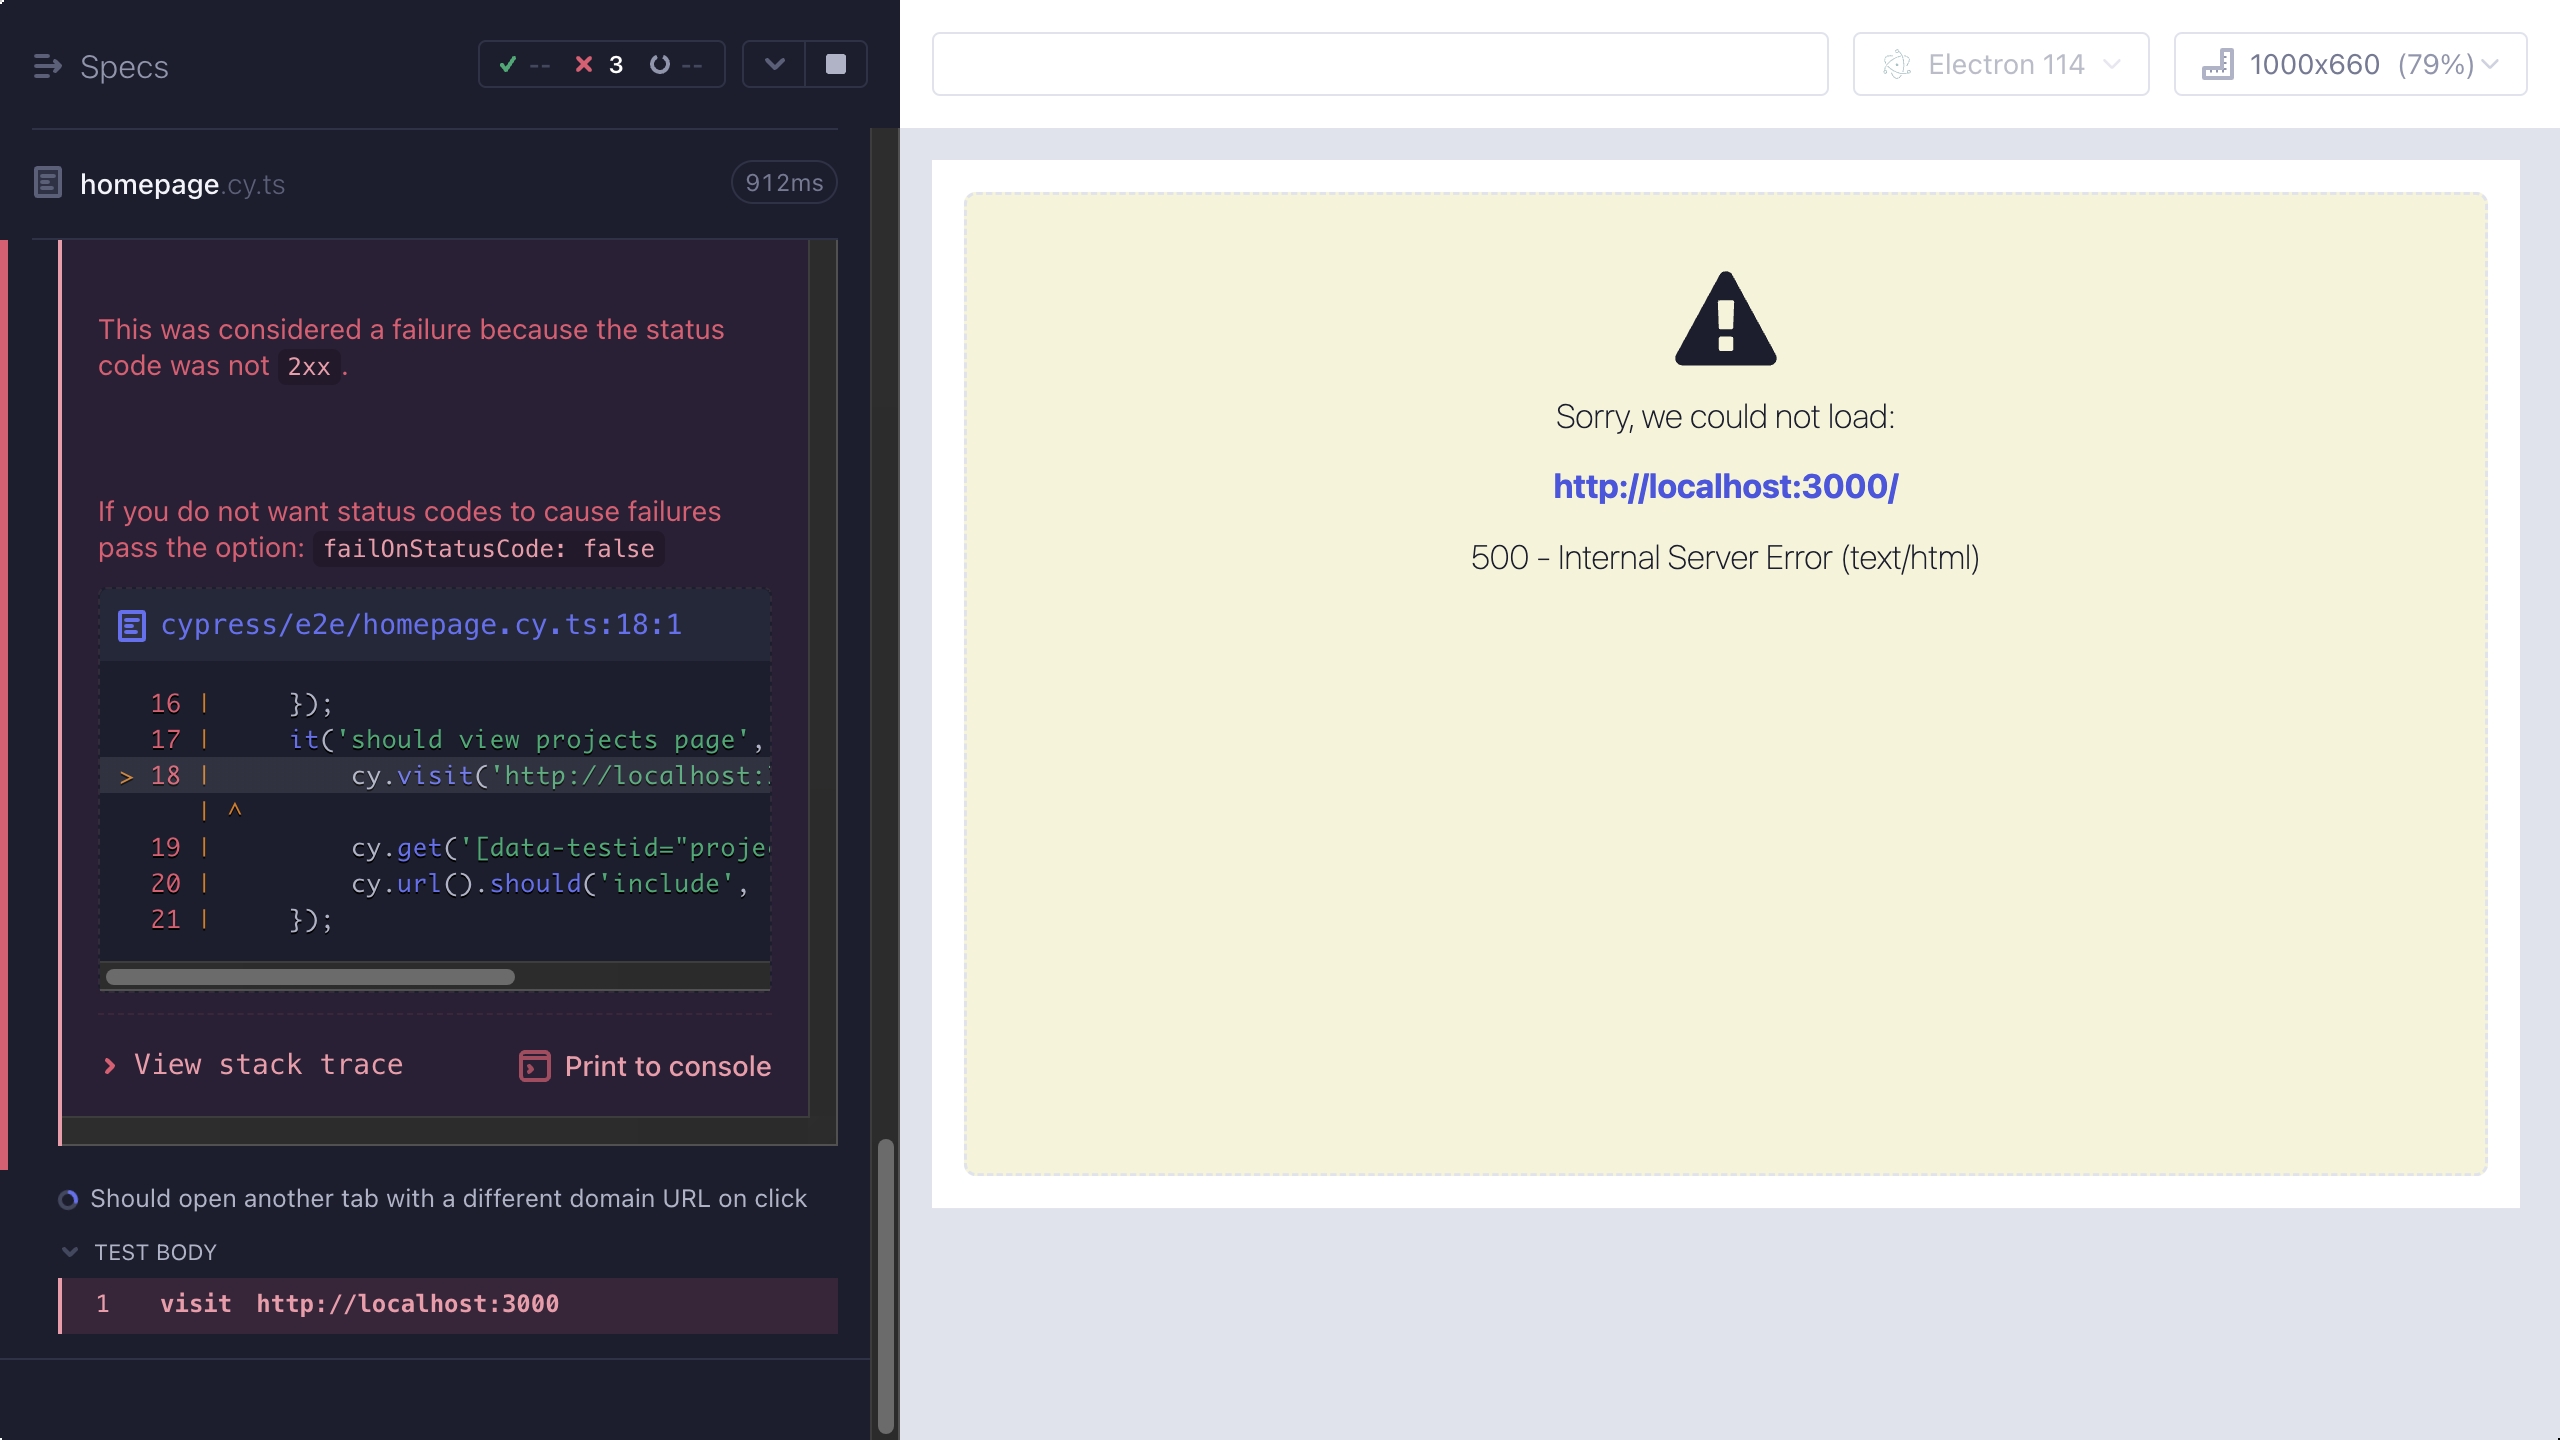 Specs
-- 3 --
homepage.cy.ts
912ms
This was considered a failure because the status
code was not 2xx.
If you do not want status codes to cause failures
pass the option: failOnStatusCode: false
cypress/e2e/homepage.cy.ts:18:1
16 | });
17 | it('should view projects page',
> 18 | cy.visit('http://localhost:
| ^
19 | cy.get('[data-testid="proje
20 | cy.url().should('include',
21 | });
View stack trace
Print to console
Should open another tab with a different domain URL on click
TEST BODY
1 visit http://localhost:3000
Electron 114
1000x660 (79%)
Sorry, we could not load:
http://localhost:3000/
500 - Internal Server Error (text/html)